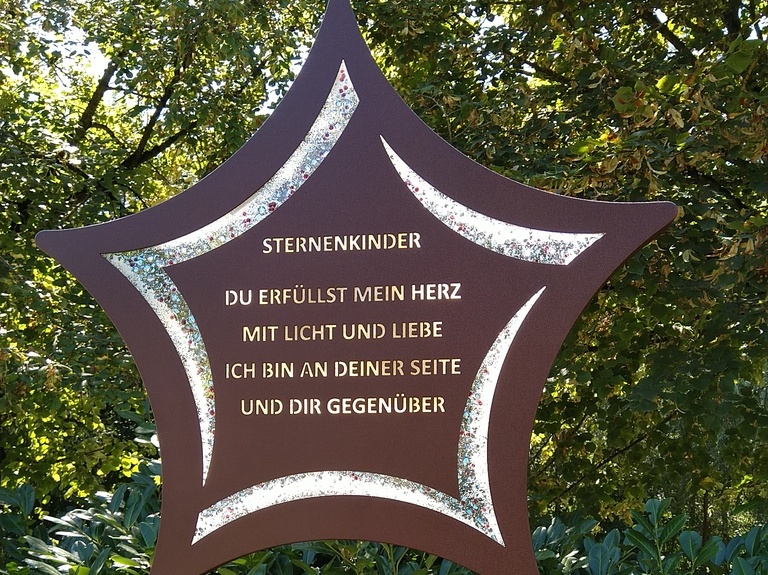 STERNENKINDER
DU ERFÜLLST MEIN HERZ
MIT LICHT UND LIEBE
ICH BIN AN DEINER SEITE
UND DIR GEGENÜBER